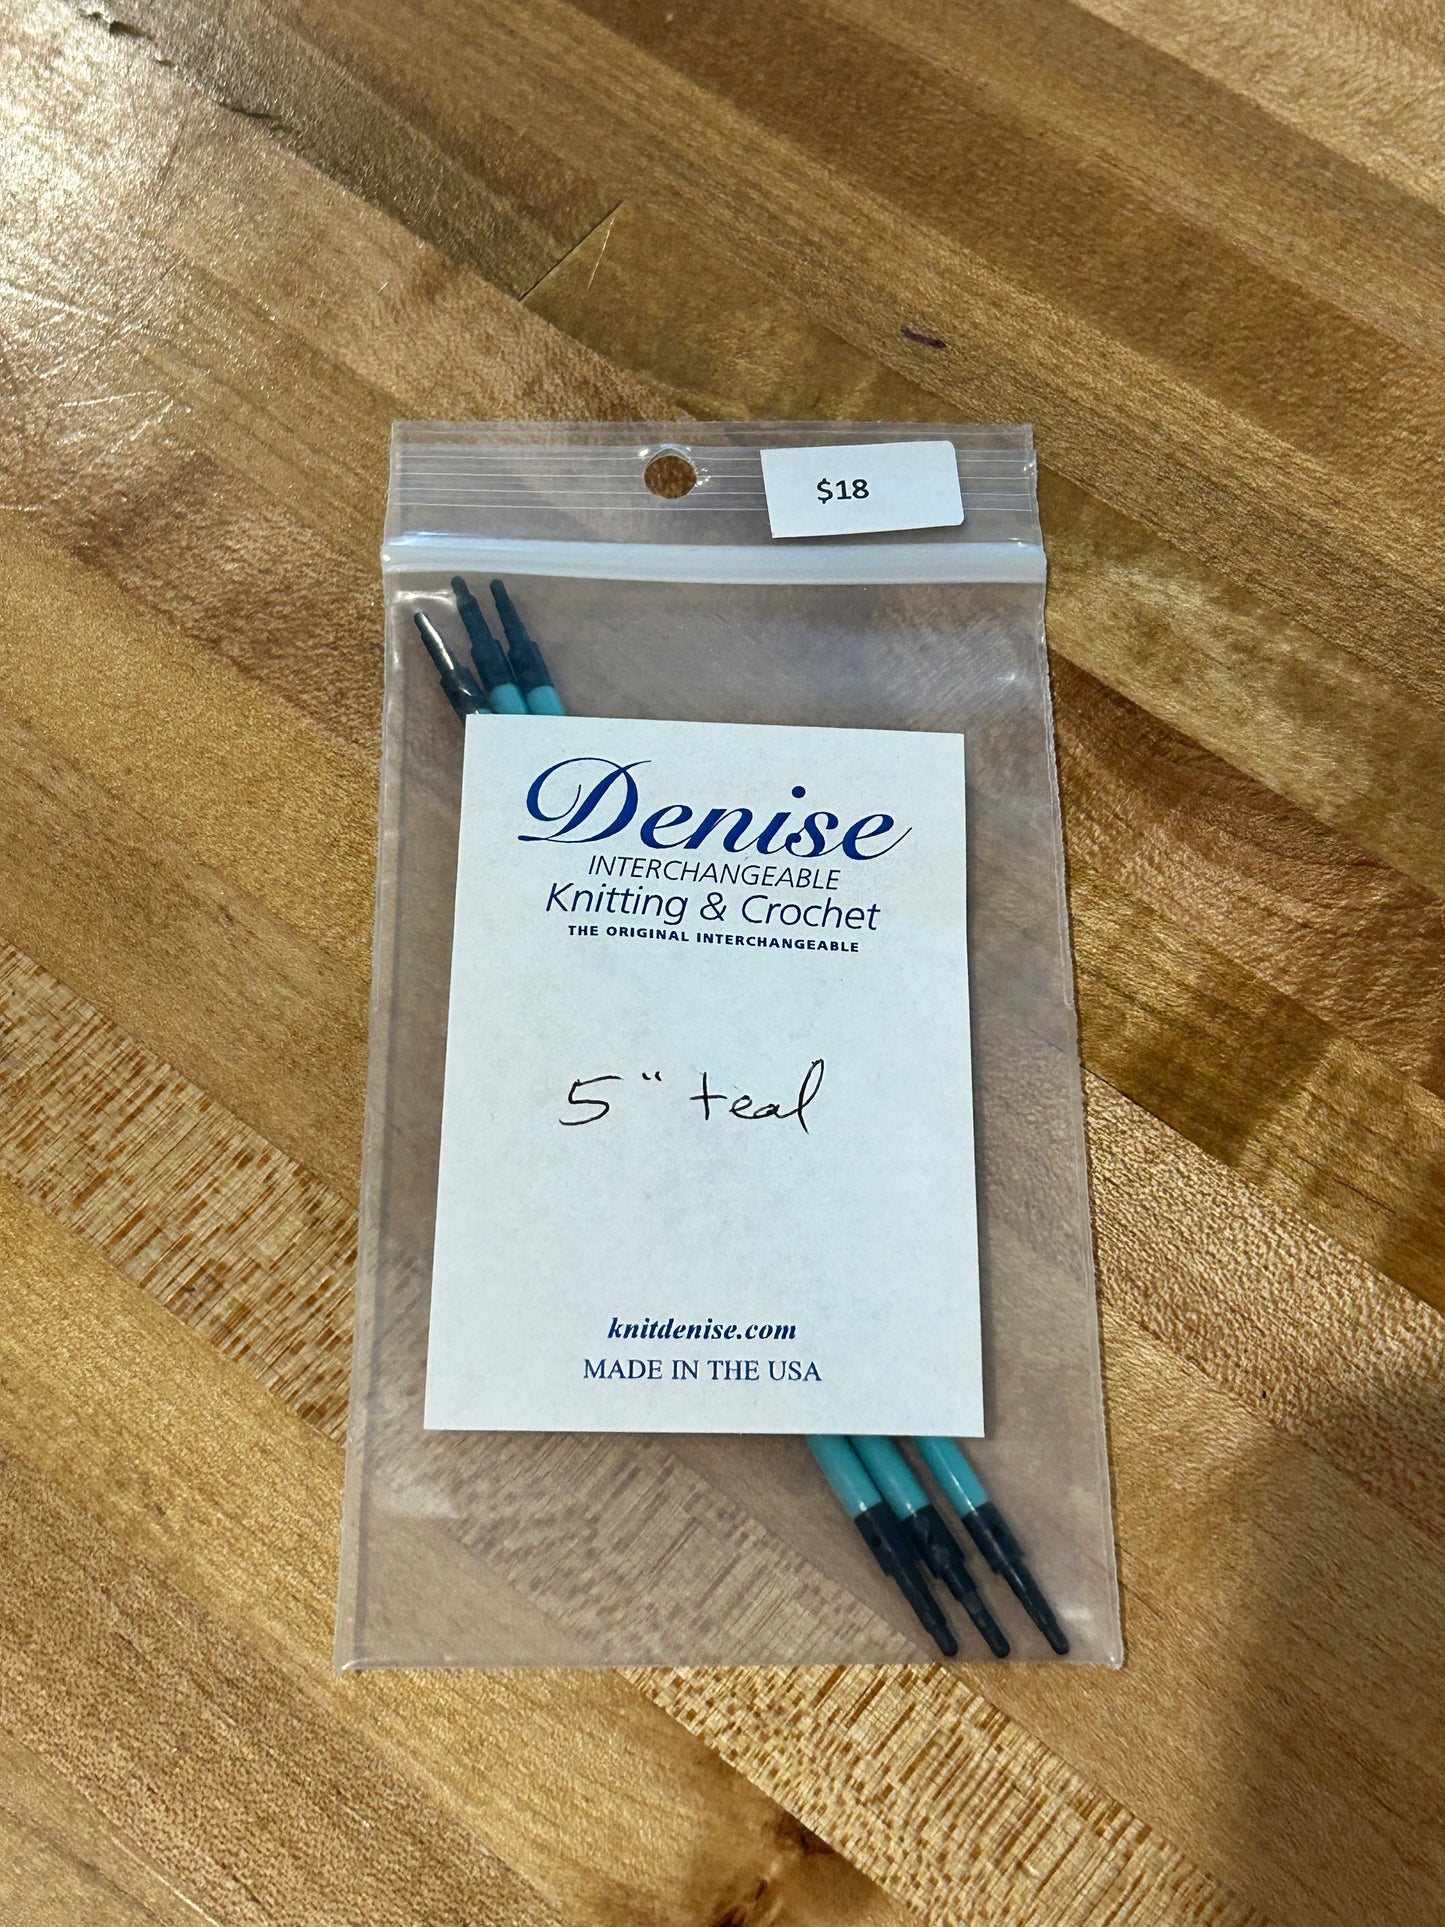 $18
Denise
INTERCHANGEABLE
Knitting & Crochet
THE ORIGINAL INTERCHANGEABLE
5" teal
knitdenise.com
MADE IN THE USA